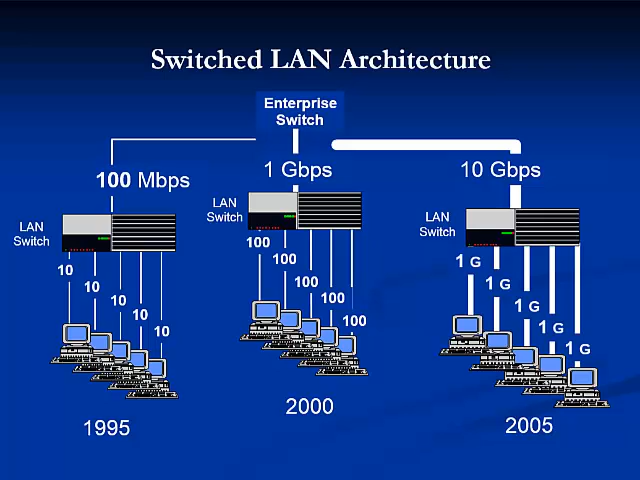 Switched LAN Architecture
Enterprise
Switch
100 Mbps
1 Gbps
10 Gbps
LAN
Switch
LAN
Switch
LAN
Switch
10
10
10
10
10
100
100
100
100
100
1 G
1 G
1 G
1 G
1 G
1995
2000
2005